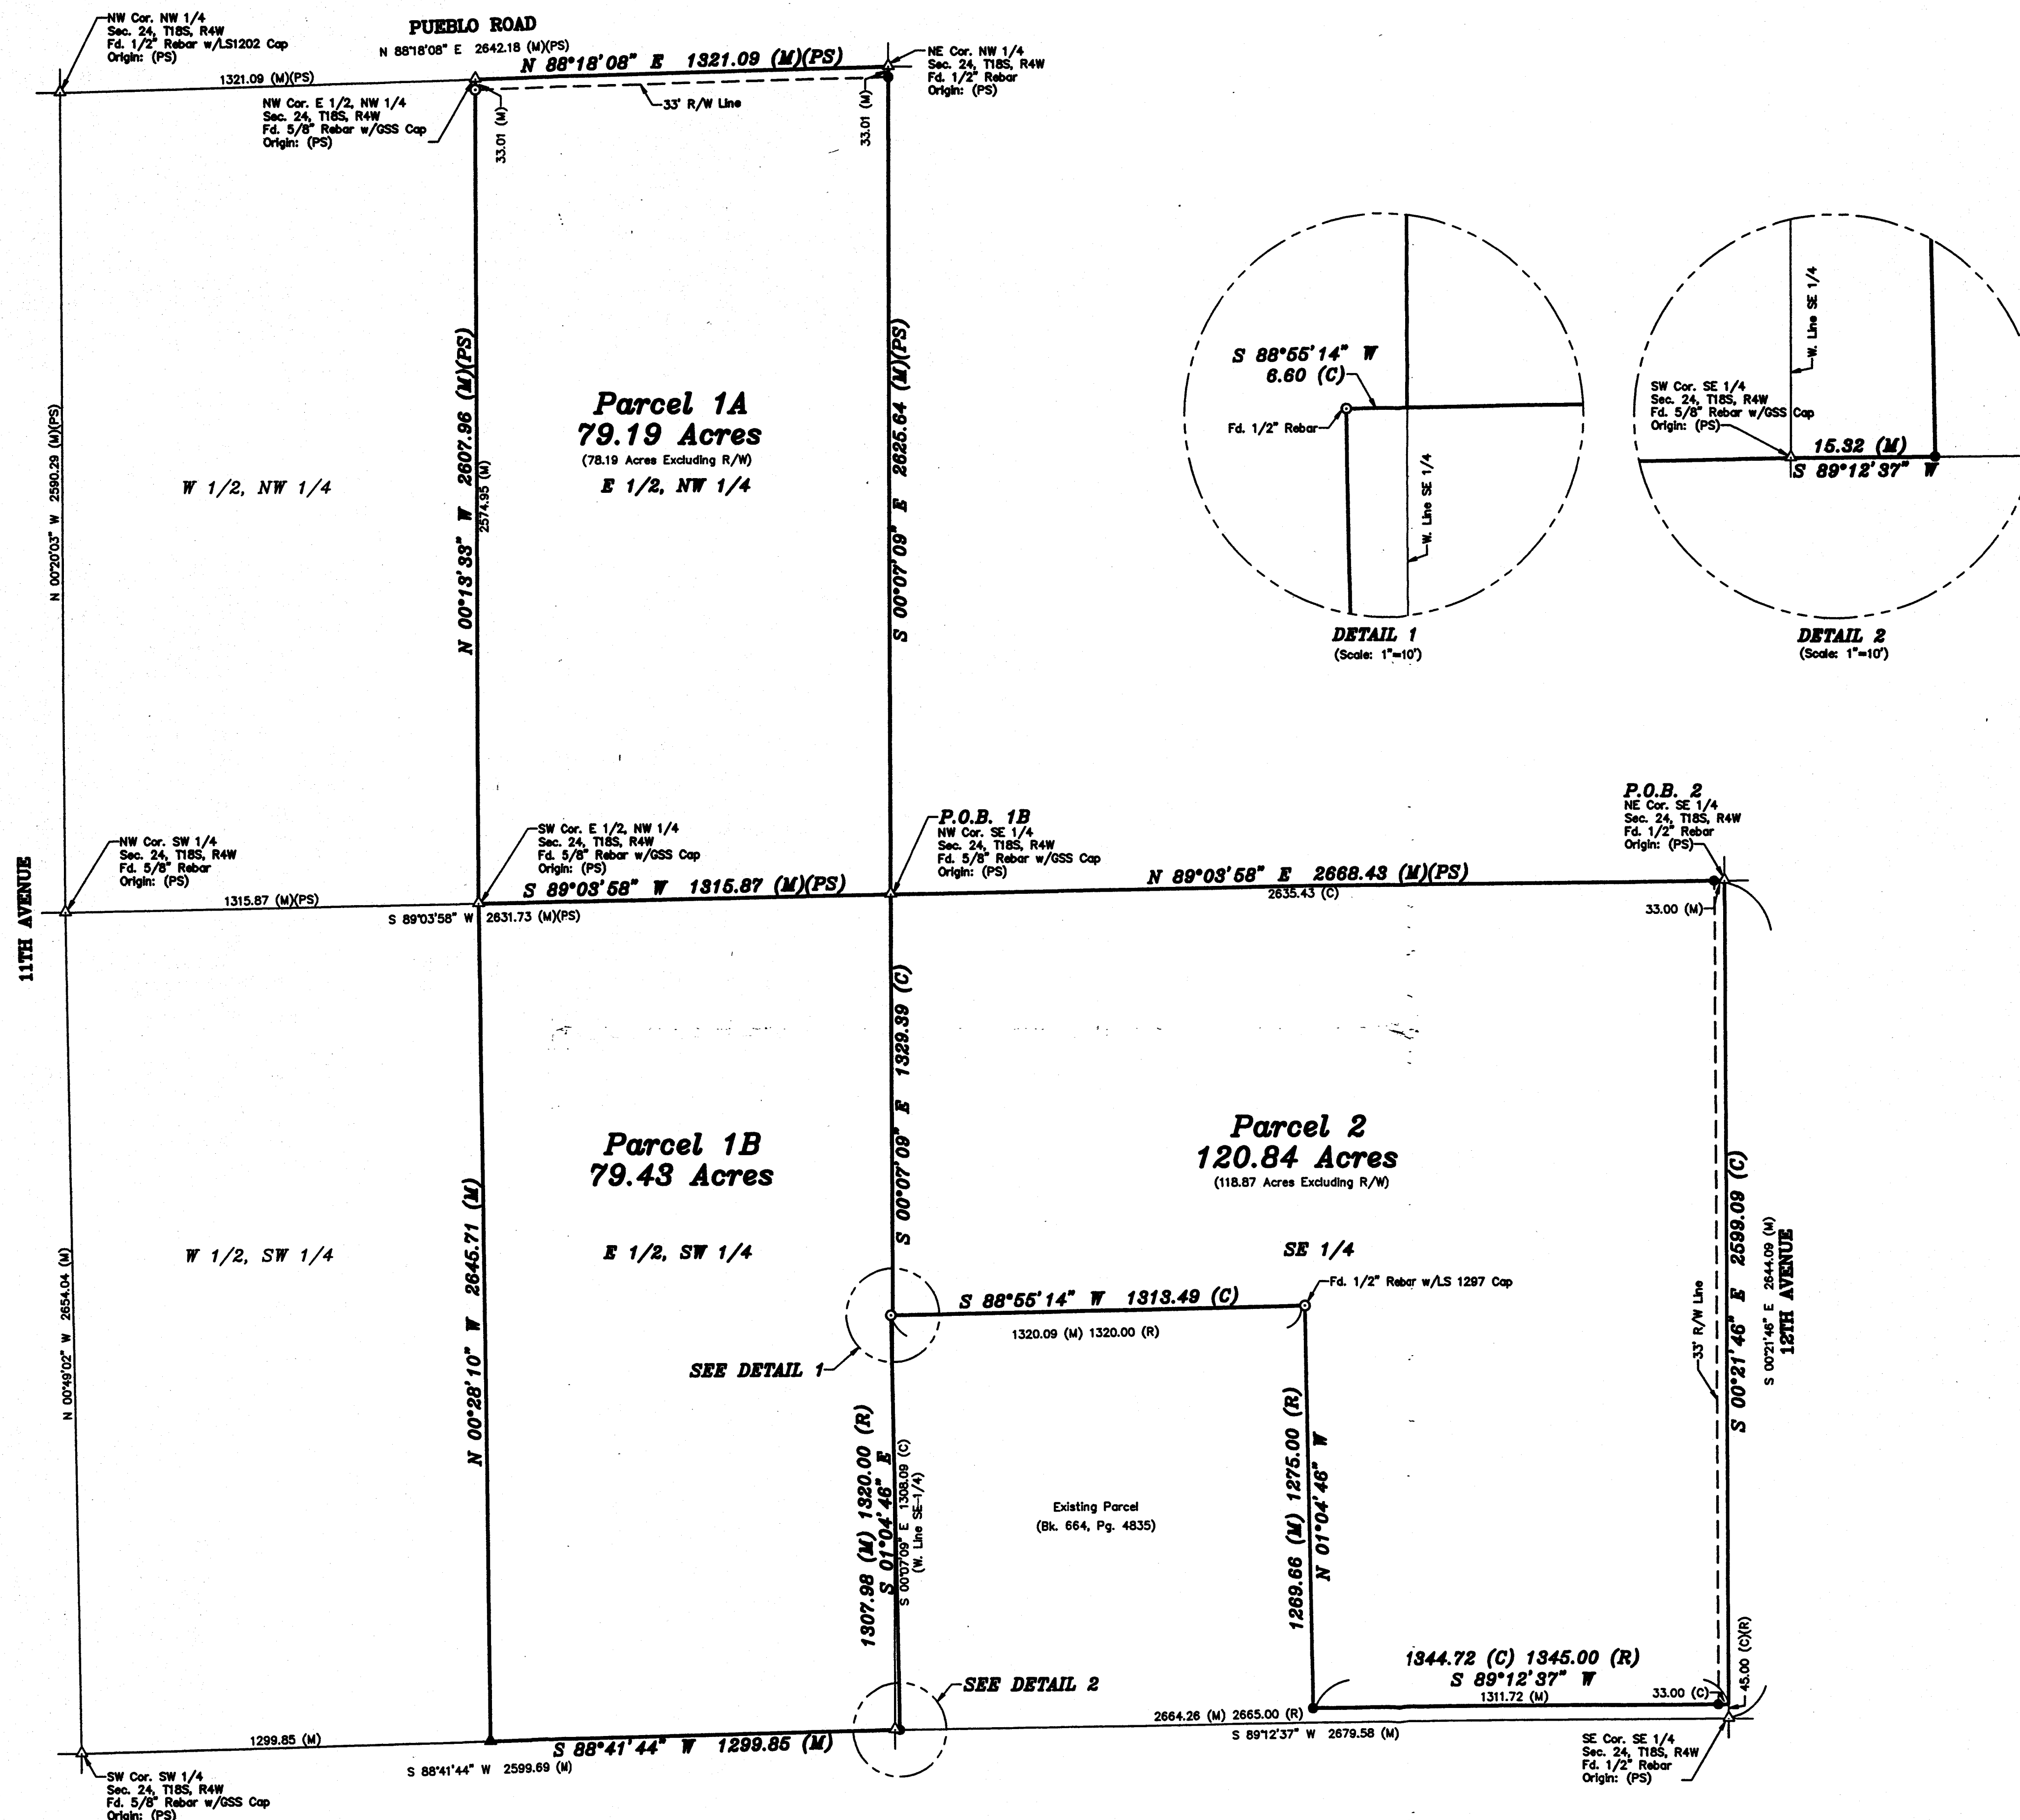 NW Cor. NW 1/4
Sec. 24, T18S, R4W
Fd. 1/2" Rebar w/LS1202 Cap
Origin: (PS)
PUEBLO ROAD
N 88°18'08" E 2642.18 (M)(PS)
1321.09 (M)(PS)
N 88°18'08" E 1321.09 (M)(PS)
NE Cor. NW 1/4
Sec. 24, T18S, R4W
Fd. 1/2" Rebar
Origin: (PS)
NW Cor. E 1/2, NW 1/4
Sec. 24, T18S, R4W
Fd. 5/8" Rebar w/GSS Cap
Origin: (PS)
33.01 (M)
33' R/W Line
33.01 (M)
N 00°20'03" W 2590.29 (M)(PS)
W 1/2, NW 1/4
N 00°13'33" W 2607.96 (M)(PS)
2574.95 (M)
Parcel 1A
79.19 Acres
(78.19 Acres Excluding R/W)
E 1/2, NW 1/4
S 00°07'09" E 2625.64 (M)(PS)
S 88°55'14" W
6.60 (C)
Fd. 1/2" Rebar
W. Line SE 1/4
DETAIL 1
(Scale: 1"=10')
W. Line SE 1/4
SW Cor. SE 1/4
Sec. 24, T18S, R4W
Fd. 5/8" Rebar w/GSS Cap
Origin: (PS)
15.32 (M)
S 89°12'37" W
DETAIL 2
(Scale: 1"=10')
11TH AVENUE
NW Cor. SW 1/4
Sec. 24, T18S, R4W
Fd. 5/8" Rebar
Origin: (PS)
1315.87 (M)(PS)
SW Cor. E 1/2, NW 1/4
Sec. 24, T18S, R4W
Fd. 5/8" Rebar w/GSS Cap
Origin: (PS)
S 89°03'58" W 1315.87 (M)(PS)
S 89°03'58" W 2631.73 (M)(PS)
P.O.B. 1B
NW Cor. SE 1/4
Sec. 24, T18S, R4W
Fd. 5/8" Rebar w/GSS Cap
Origin: (PS)
N 89°03'58" E 2668.43 (M)(PS)
2635.43 (C)
P.O.B. 2
NE Cor. SE 1/4
Sec. 24, T18S, R4W
Fd. 1/2" Rebar
Origin: (PS)
33.00 (M)
N 00°49'02" W 2654.04 (M)
W 1/2, SW 1/4
N 00°28'10" W 2645.71 (M)
Parcel 1B
79.43 Acres
E 1/2, SW 1/4
S 00°07'09" E 1329.39 (C)
Parcel 2
120.84 Acres
(118.87 Acres Excluding R/W)
SE 1/4
Fd. 1/2" Rebar w/LS 1297 Cap
S 88°55'14" W 1313.49 (C)
1320.09 (M) 1320.00 (R)
SEE DETAIL 1
1307.98 (M) 1320.00 (R)
S 01°04'46" E
S 00°07'09" E 1308.09 (C)
(W. Line SE-1/4)
Existing Parcel
(Bk. 664, Pg. 4835)
1269.66 (M) 1275.00 (R)
N 01°04'46" W
33' R/W Line
S 00°21'46" E 2599.09 (C)
S 00°21'46" E 2644.09 (M)
12TH AVENUE
1344.72 (C) 1345.00 (R)
S 89°12'37" W
1311.72 (M)
33.00 (C)
45.00 (C)(R)
SEE DETAIL 2
2664.26 (M) 2665.00 (R)
S 89°12'37" W 2679.58 (M)
1299.85 (M)
S 88°41'44" W 1299.85 (M)
S 88°41'44" W 2599.69 (M)
SE Cor. SE 1/4
Sec. 24, T18S, R4W
Fd. 1/2" Rebar
Origin: (PS)
SW Cor. SW 1/4
Sec. 24, T18S, R4W
Fd. 5/8" Rebar w/GSS Cap
Origin: (PS)